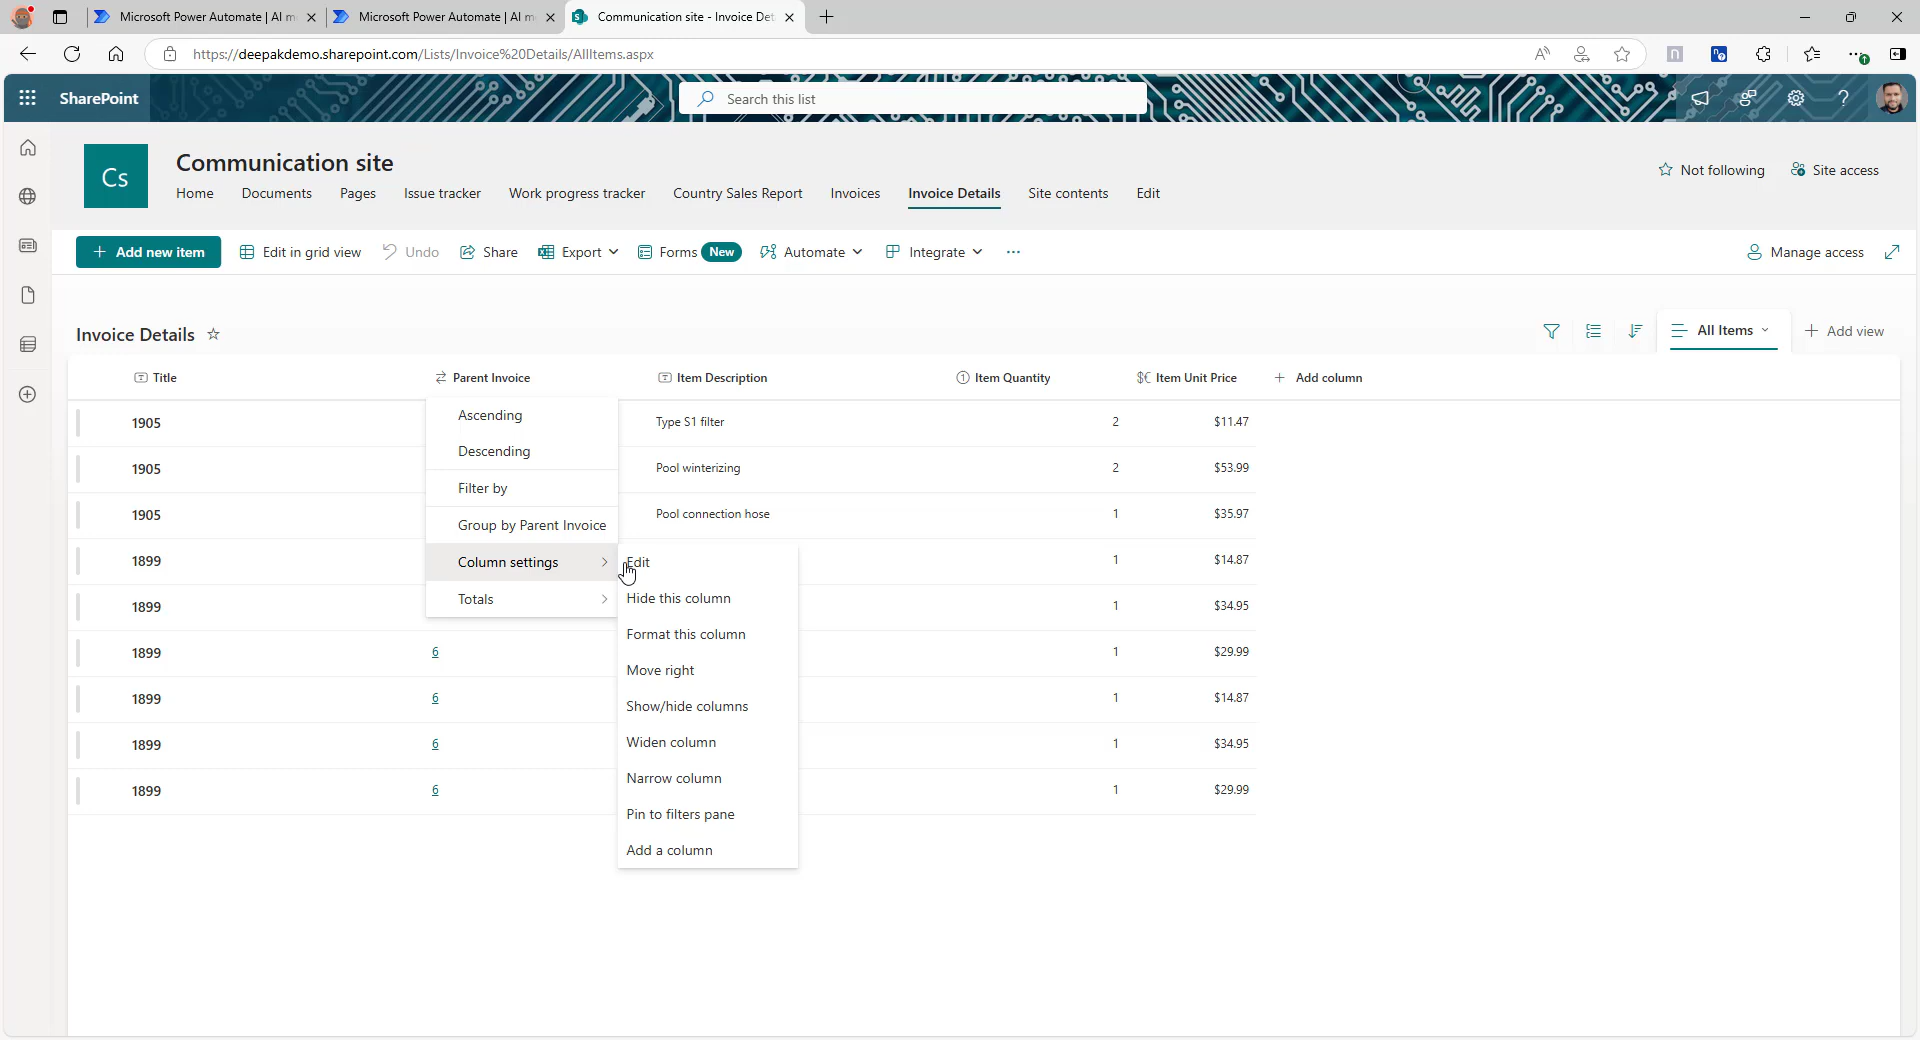 Microsoft Power Automate | AI m
Microsoft Power Automate | AI m
Communication site - Invoice Det
https://deepakdemo.sharepoint.com/Lists/Invoice%20Details/AllItems.aspx
SharePoint
Search this list
Cs
Communication site
Not following
Site access
Home
Documents
Pages
Issue tracker
Work progress tracker
Country Sales Report
Invoices
Invoice Details
Site contents
Edit
+ Add new item
Edit in grid view
Undo
Share
Export
Forms New
Automate
Integrate
...
Manage access
Invoice Details
All Items
+ Add view
Title
Parent Invoice
Item Description
Item Quantity
Item Unit Price
+ Add column
1905
Type S1 filter
2
$11.47
1905
Pool winterizing
2
$53.99
1905
Pool connection hose
1
$35.97
1899
1
$14.87
1899
1
$34.95
1899
6
1
$29.99
1899
6
1
$14.87
1899
6
1
$34.95
1899
6
1
$29.99
Ascending
Descending
Filter by
Group by Parent Invoice
Column settings
Totals
Edit
Hide this column
Format this column
Move right
Show/hide columns
Widen column
Narrow column
Pin to filters pane
Add a column